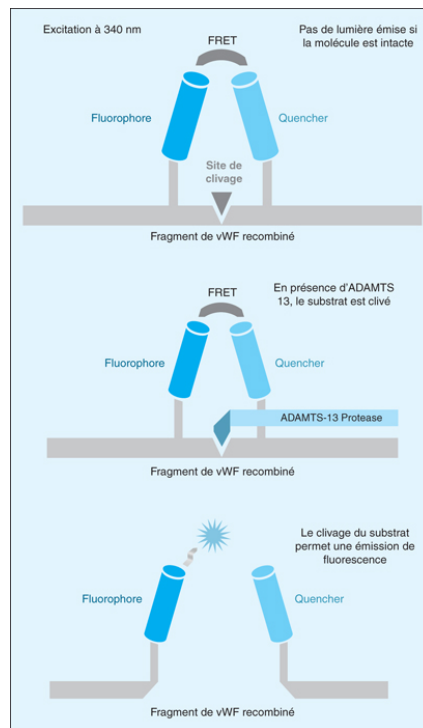 Excitation à 340 nm
FRET
Pas de lumière émise si
la molécule est intacte
Fluorophore
Quencher
Site de
clivage
Fragment de vWF recombiné
En présence d'ADAMTS
13, le substrat est clivé
FRET
Fluorophore
Quencher
ADAMTS-13 Protease
Fragment de vWF recombiné
Le clivage du substrat
permet une émission de
fluorescence
Fluorophore
Quencher
Fragment de vWF recombiné